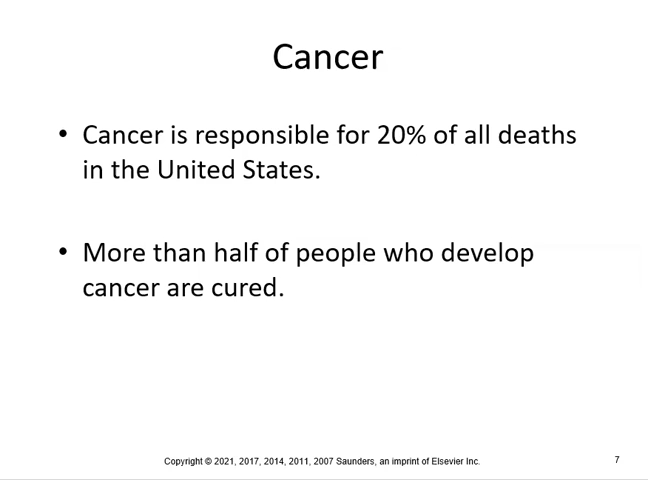 Cancer
• Cancer is responsible for 20% of all deaths
in the United States.
• More than half of people who develop
cancer are cured.
Copyright © 2021, 2017, 2014, 2011, 2007 Saunders, an imprint of Elsevier Inc.
7